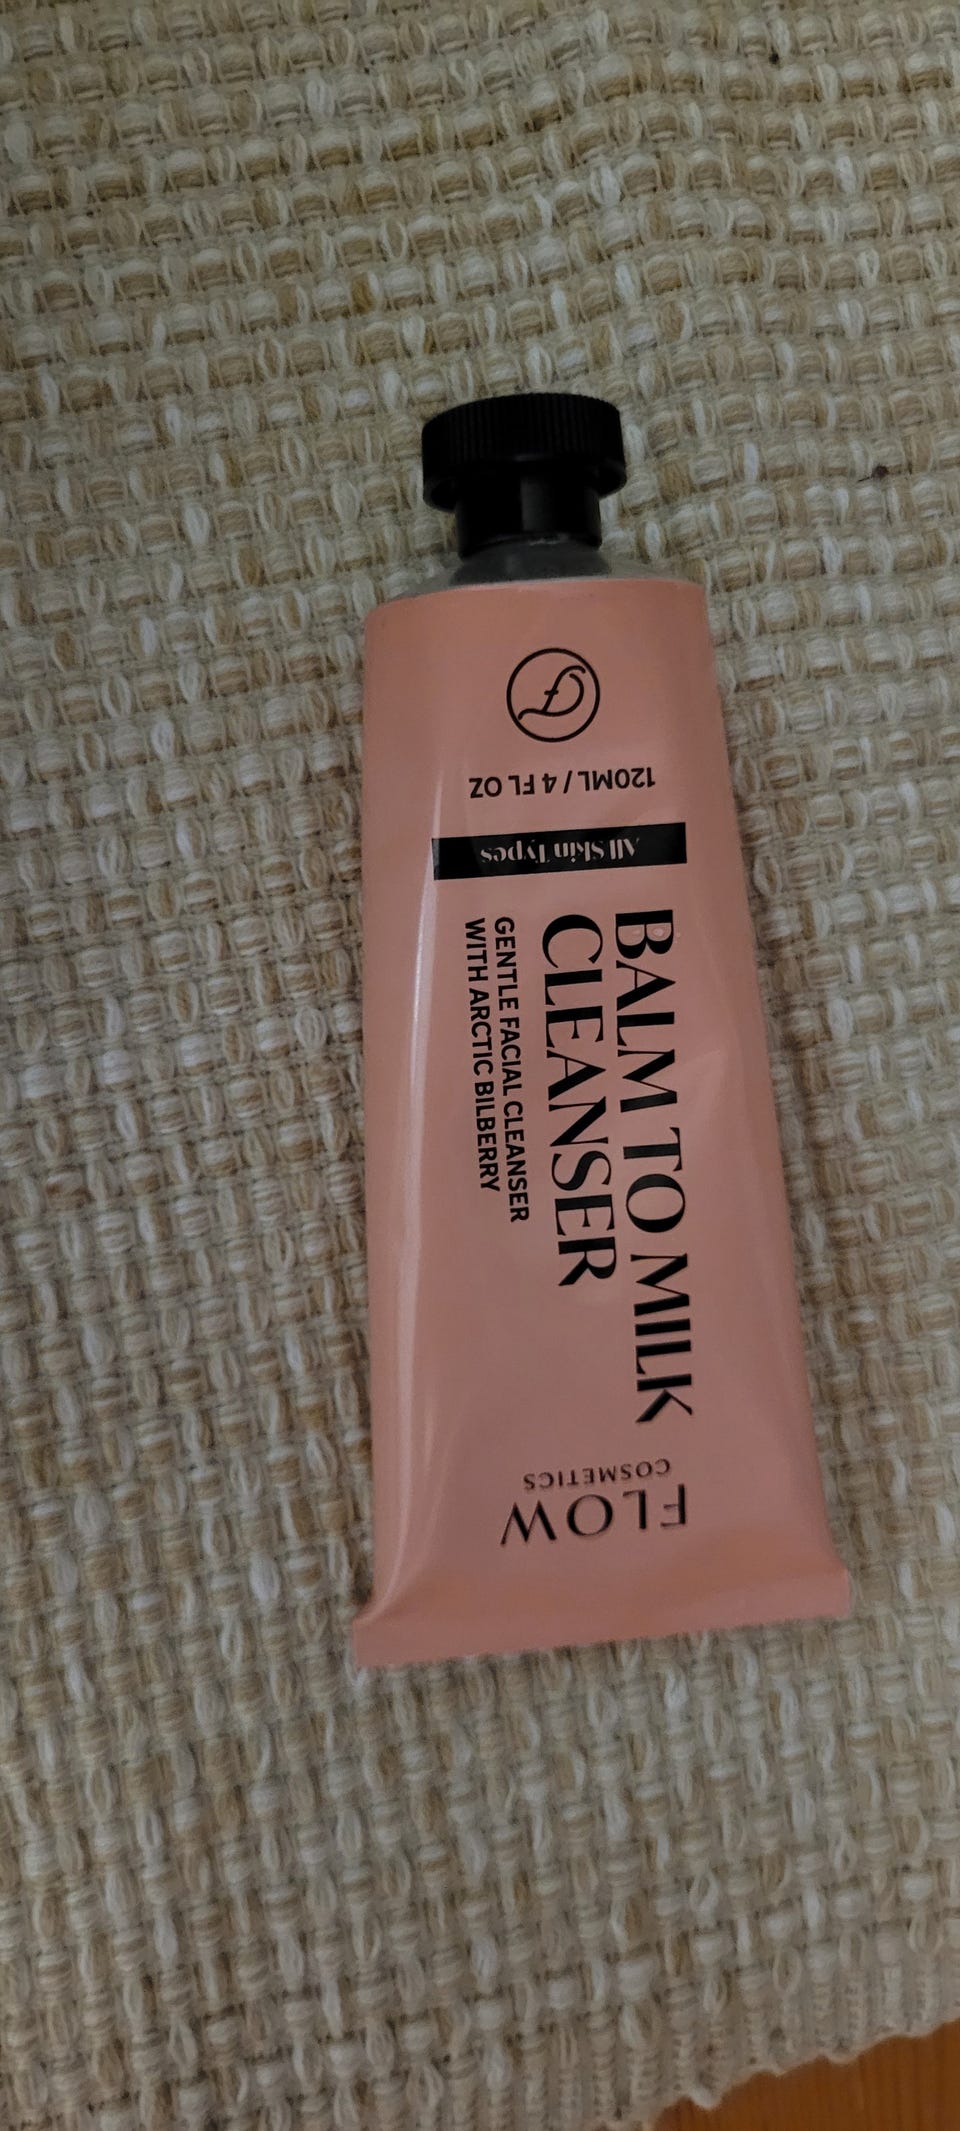 FLOW
COSMETICS
BALM TO MILK
CLEANSER
GENTLE FACIAL CLEANSER
WITH ARCTIC BILBERRY
All Skin Types
120ML / 4 FL OZ